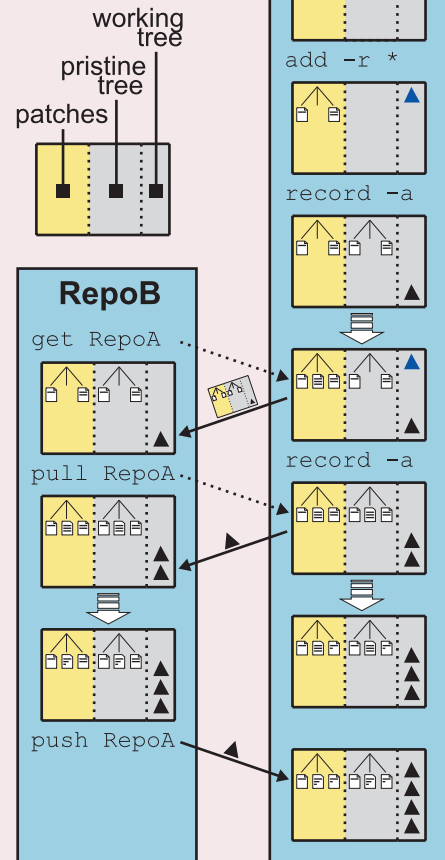 working
tree
pristine
tree
patches
add -r *
record -a
RepoB
get RepoA
pull RepoA
record -a
push RepoA